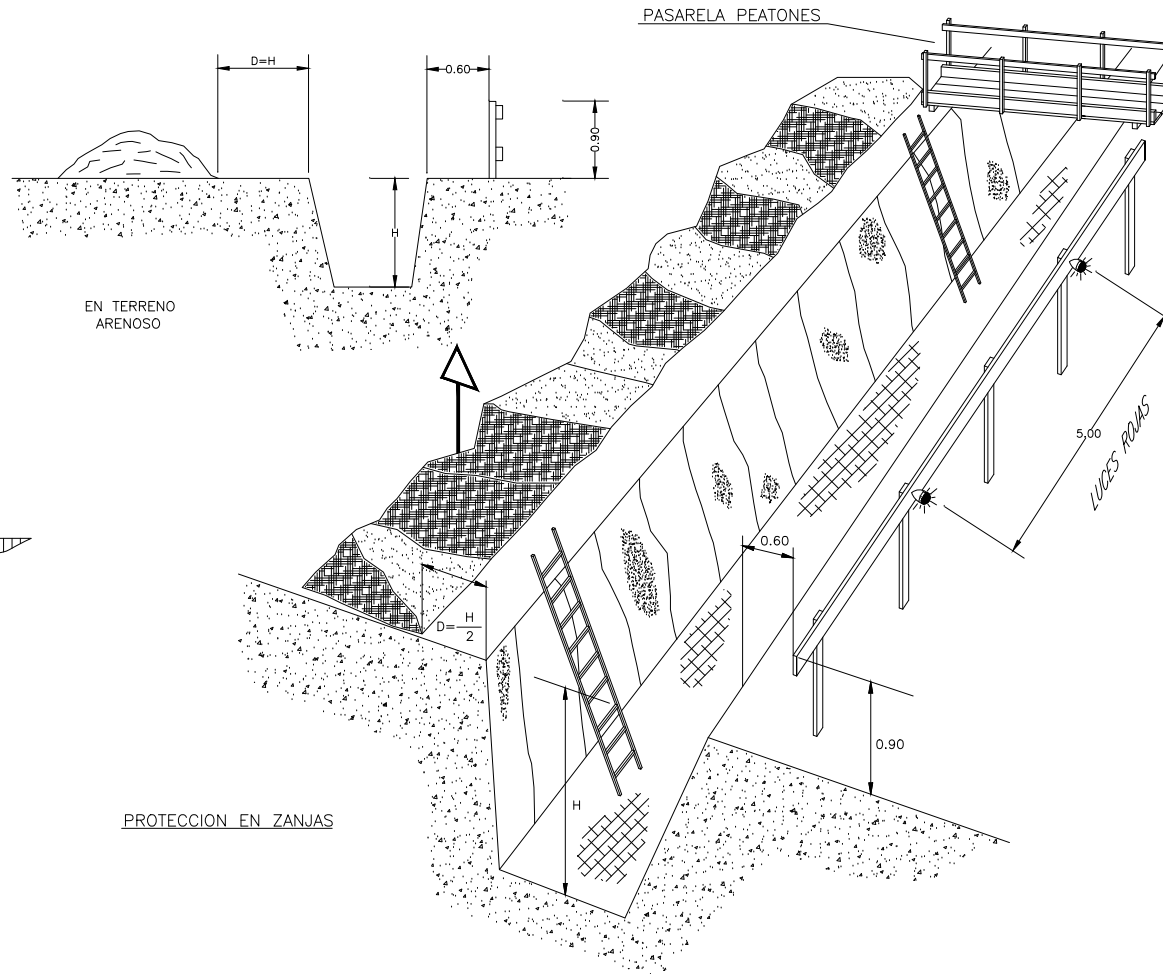 PASARELA PEATONES
D=H
0.60
0.90
H
EN TERRENO
ARENOSO
5,00
LUCES ROJAS
0.60
D= H
2
H
0.90
PROTECCION EN ZANJAS